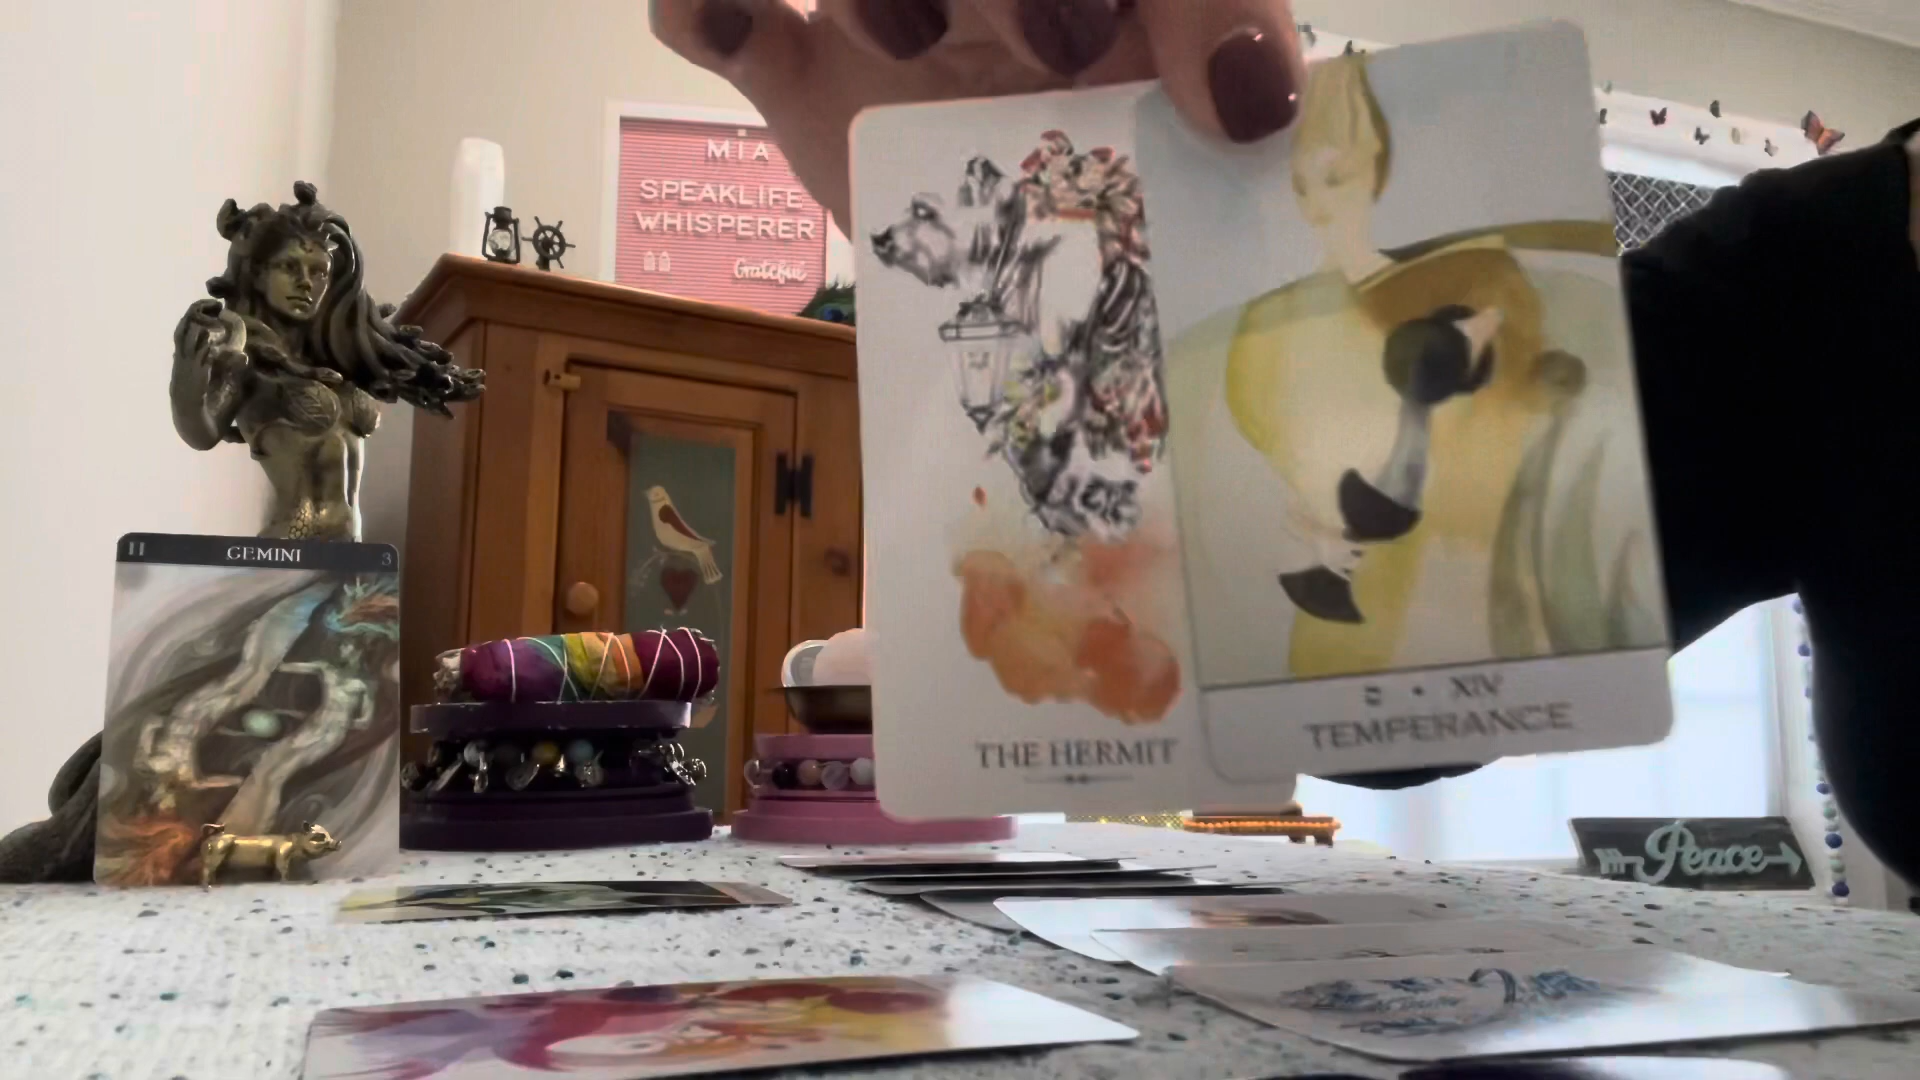 MIA
SPEAKLIFE
WHISPERER
Grateful
II GEMINI 3
THE HERMIT
XIV
TEMPERANCE
Peace